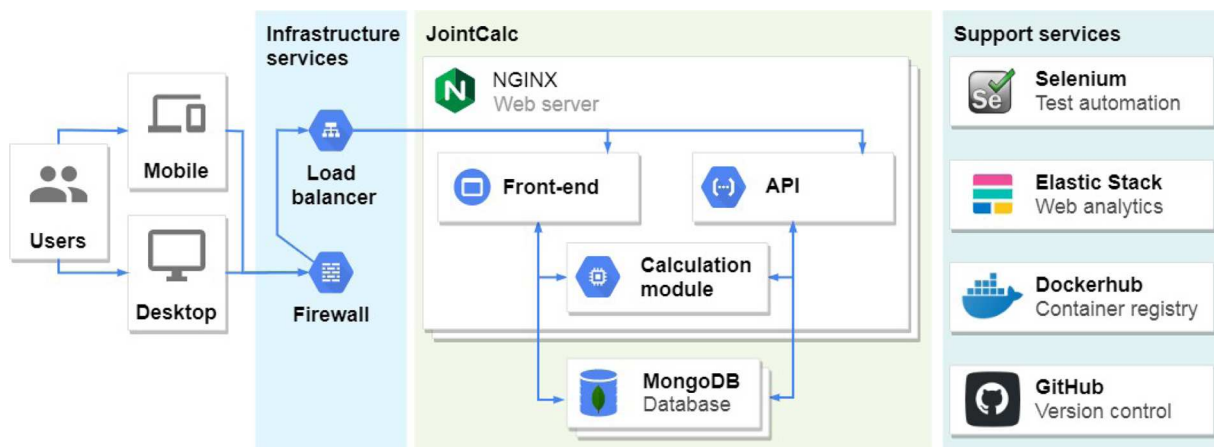 Users
Mobile
Desktop
Infrastructure
services
Load
balancer
Firewall
JointCalc
NGINX
Web server
Front-end
API
Calculation
module
MongoDB
Database
Support services
Se
Selenium
Test automation
Elastic Stack
Web analytics
Dockerhub
Container registry
GitHub
Version control